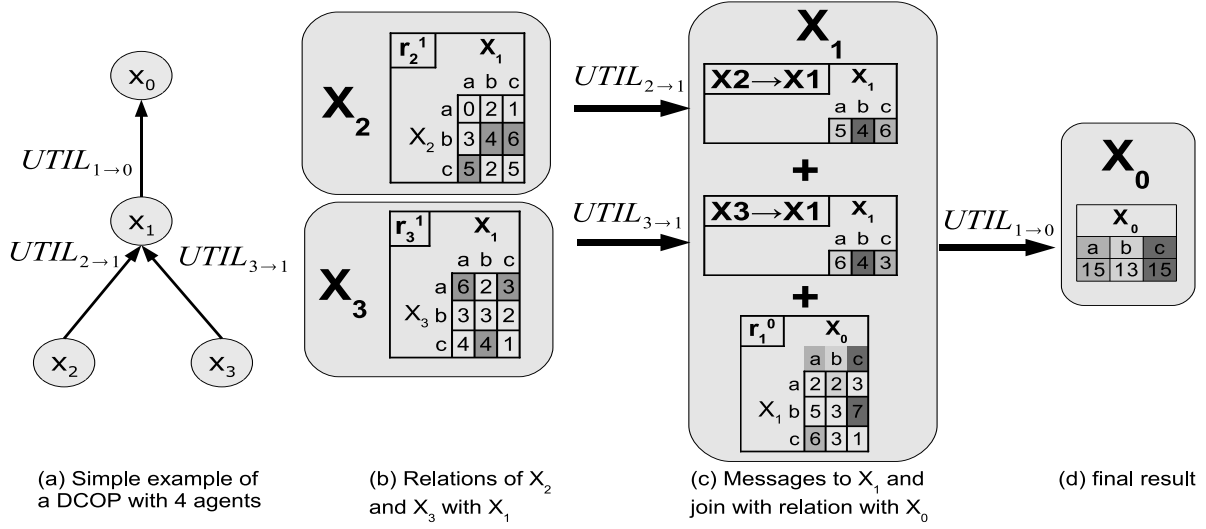 x0
UTIL1→0
x1
UTIL2→1
UTIL3→1
x2
x3
(a) Simple example of
a DCOP with 4 agents
X2
r2^1
X1
a b c
a 0 2 1
X2 b 3 4 6
c 5 2 5
X3
r3^1
X1
a b c
a 6 2 3
X3 b 3 3 2
c 4 4 1
(b) Relations of X2
and X3 with X1
UTIL2→1
UTIL3→1
X1
X2→X1
X1
a b c
5 4 6
+
X3→X1
X1
a b c
6 4 3
+
r1^0
X0
a b c
a 2 2 3
X1 b 5 3 7
c 6 3 1
(c) Messages to X1 and
join with relation with X0
UTIL1→0
X0
X0
a b c
15 13 15
(d) final result